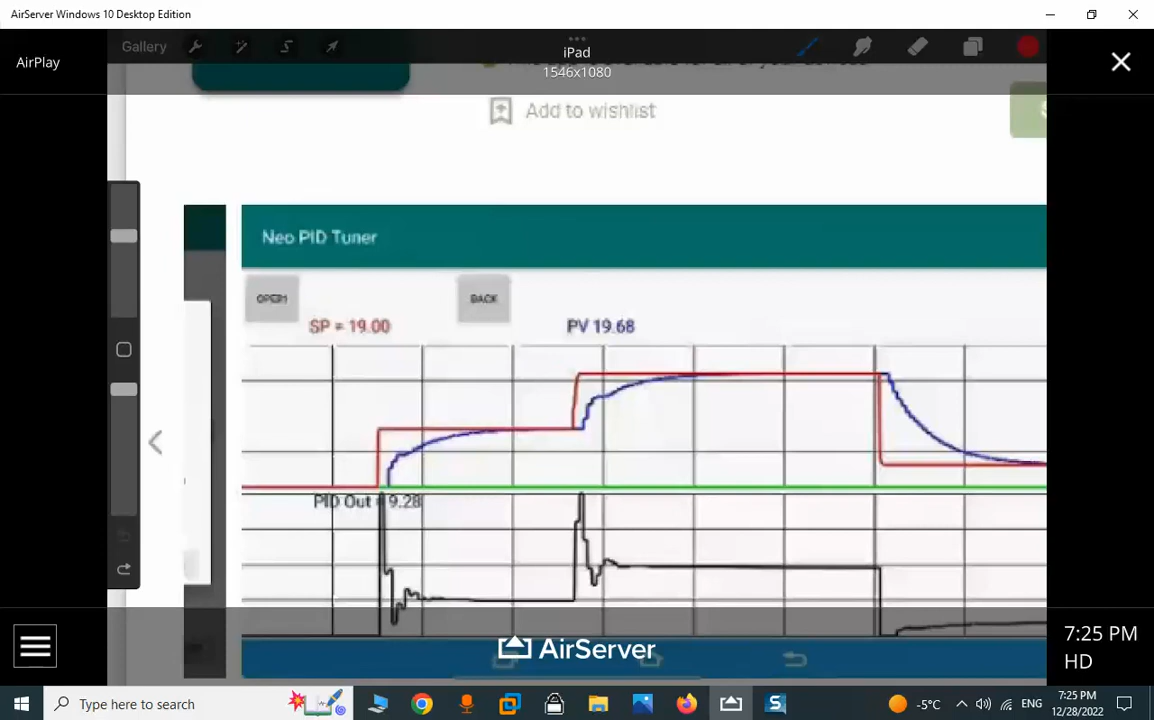 AirServer Windows 10 Desktop Edition
AirPlay
Gallery
iPad
1546x1080
Add to wishlist
Neo PID Tuner
BACK
SP = 19.00
PV 19.68
PID Out = 9.28
AirServer
7:25 PM
HD
Type here to search
-5°C
ENG
7:25 PM
12/28/2022